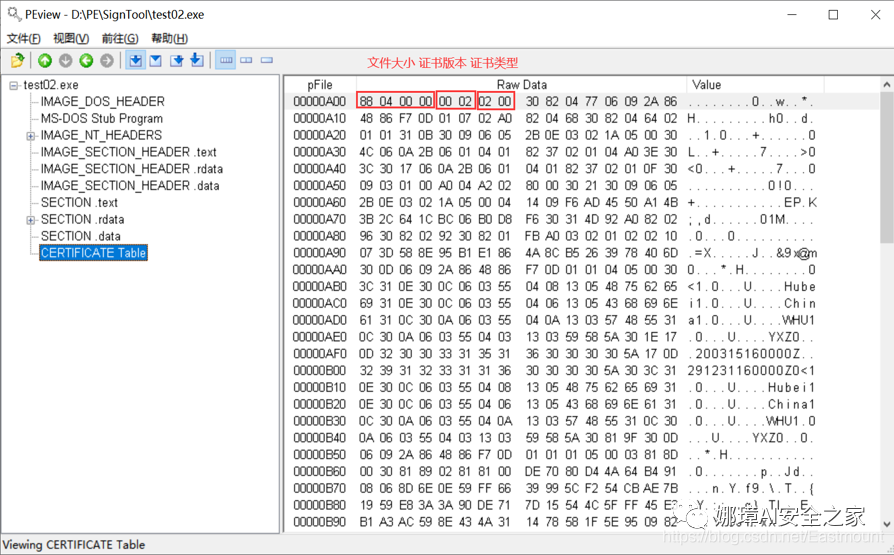 PEview - D:\PE\SignTool\test02.exe
文件(F) 视图(V) 前往(G) 帮助(H)
文件大小 证书版本 证书类型
test02.exe
IMAGE_DOS_HEADER
MS-DOS Stub Program
IMAGE_NT_HEADERS
IMAGE_SECTION_HEADER .text
IMAGE_SECTION_HEADER .rdata
IMAGE_SECTION_HEADER .data
SECTION .text
SECTION .rdata
SECTION .data
CERTIFICATE Table
pFile Raw Data Value
00000A00 88 04 00 00 00 02 02 00 30 82 04 77 06 09 2A 86 ........0..w..*.
00000A10 48 86 F7 0D 01 07 02 A0 82 04 68 30 82 04 64 02 H.........h0..d.
00000A20 01 01 31 0B 30 09 06 05 2B 0E 03 02 1A 05 00 30 ..1.0...+......0
00000A30 4C 06 0A 2B 06 01 04 01 82 37 02 01 04 A0 3E 30 L..+.....7....>0
00000A40 3C 30 17 06 0A 2B 06 01 04 01 82 37 02 01 0F 30 <0...+.....7...0
00000A50 09 03 01 00 A0 04 A2 02 80 00 30 21 30 09 06 05 ..........0!0...
00000A60 2B 0E 03 02 1A 05 00 04 14 09 F6 AD 45 50 A1 4B +...........EP.K
00000A70 3B 2C 64 1C BC 06 B0 D8 F6 30 31 4D 92 A0 82 02 ;,d......01M....
00000A80 96 30 82 02 92 30 82 01 FB A0 03 02 01 02 02 10 .0...0..........
00000A90 07 3D 58 8E 95 B1 E1 86 4A 8C B5 26 39 78 40 6D .=X.....J..&9x@m
00000AA0 30 0D 06 09 2A 86 48 86 F7 0D 01 01 04 05 00 30 0...*.H........0
00000AB0 3C 31 0E 30 0C 06 03 55 04 08 13 05 48 75 62 65 <1.0...U....Hube
00000AC0 69 31 0E 30 0C 06 03 55 04 06 13 05 43 68 69 6E i1.0...U....Chin
00000AD0 61 31 0C 30 0A 06 03 55 04 0A 13 03 57 48 55 31 a1.0...U....WHU1
00000AE0 0C 30 0A 06 03 55 04 03 13 03 59 58 5A 30 1E 17 .0...U....YXZ0..
00000AF0 0D 32 30 30 33 31 35 31 36 30 30 30 30 5A 17 0D .200315160000Z..
00000B00 32 39 31 32 33 31 31 36 30 30 30 30 5A 30 3C 31 291231160000Z0<1
00000B10 0E 30 0C 06 03 55 04 08 13 05 48 75 62 65 69 31 .0...U....Hubei1
00000B20 0E 30 0C 06 03 55 04 06 13 05 43 68 69 6E 61 31 .0...U....China1
00000B30 0C 30 0A 06 03 55 04 0A 13 03 57 48 55 31 0C 30 .0...U....WHU1.0
00000B40 0A 06 03 55 04 03 13 03 59 58 5A 30 81 9F 30 0D ...U....YXZ0..0.
00000B50 06 09 2A 86 48 86 F7 0D 01 01 01 05 00 03 81 8D ..*.H...........
00000B60 00 30 81 89 02 81 81 00 DE 70 80 D4 4A 64 B4 91 .0.......p..Jd..
00000B70 08 06 8D 6E 0E 59 FF 66 39 99 5C F2 54 CB AE 7B ...n.Y.f9.\.T..{
00000B80 19 59 E8 3A 3A 90 DE 71 7D 15 54 4C 5F FF 45
00000B90 B1 A3 AC 59 8E 43 4A 31 14 78 58 1F 5E 95 09 82
娜璋AI安全之家
https://blog.csdn.net/Eastmount
Viewing CERTIFICATE Table